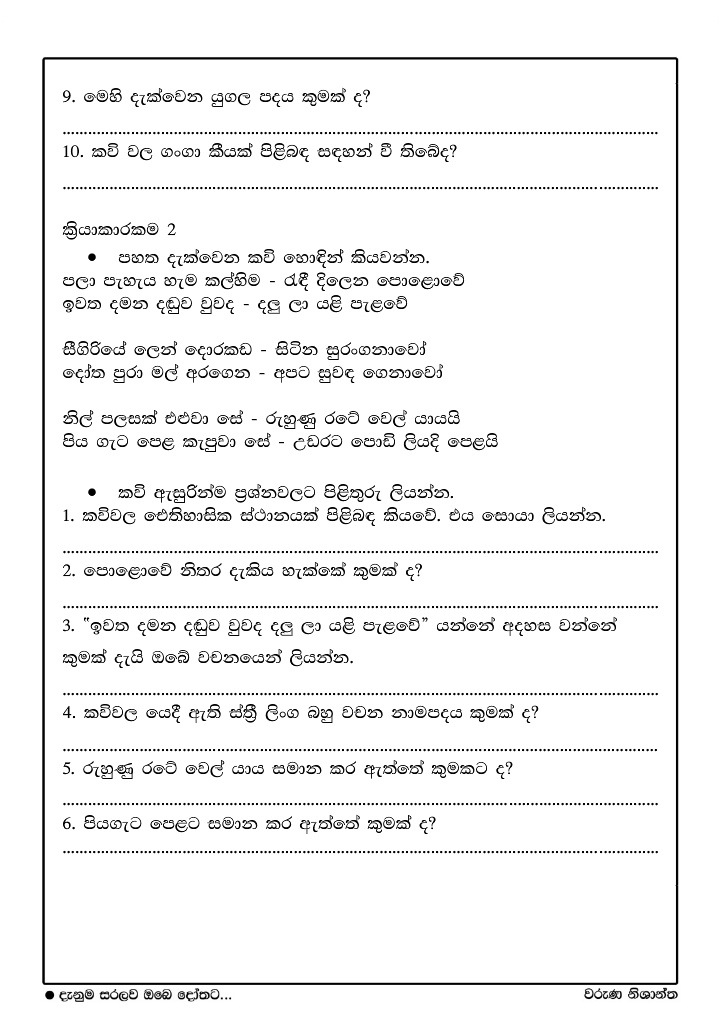 9. මෙහි දැක්වෙන යුගල පදය කුමක් ද?
10. කවි වල ගංගා කීයක් පිළිබඳ සඳහන් වී තිබේද?
ක්‍රියාකාරකම 2
● පහත දැක්වෙන කවි හොඳින් කියවන්න.
පලා පැහැය හැම කල්හිම - රැඳී දිලෙන පොළොවේ
ඉවත දමන දඬුව වුවද - දලු ලා යළි පැළවේ
සීගිරියේ ලෙන් දොරකඩ - සිටින සුරංගනාවෝ
දෝත පුරා මල් අරගෙන - අපට සුවඳ ගෙනාවෝ
නිල් පලසක් එළුවා සේ - රුහුණු රටේ වෙල් යායයි
පිය ගැට පෙළ කැපුවා සේ - උඩරට පොඩි ලියදි පෙළයි
● කවි ඇසුරින්ම ප්‍රශ්නවලට පිළිතුරු ලියන්න.
1. කවිවල ඓතිහාසික ස්ථානයක් පිළිබඳ කියවේ. එය සොයා ලියන්න.
2. පොළොවේ නිතර දැකිය හැක්කේ කුමක් ද?
3. “ඉවත දමන දඬුව වුවද දලු ලා යළි පැළවේ” යන්නේ අදහස වන්නේ
කුමක් දැයි ඔබේ වචනයෙන් ලියන්න.
4. කවිවල යෙදී ඇති ස්ත්‍රී ලිංග බහු වචන නාමපදය කුමක් ද?
5. රුහුණු රටේ වෙල් යාය සමාන කර ඇත්තේ කුමකට ද?
6. පියගැට පෙළට සමාන කර ඇත්තේ කුමක් ද?
● දැනුම සරලව ඔබෙ දෝතට... වරුණ නිශාන්ත